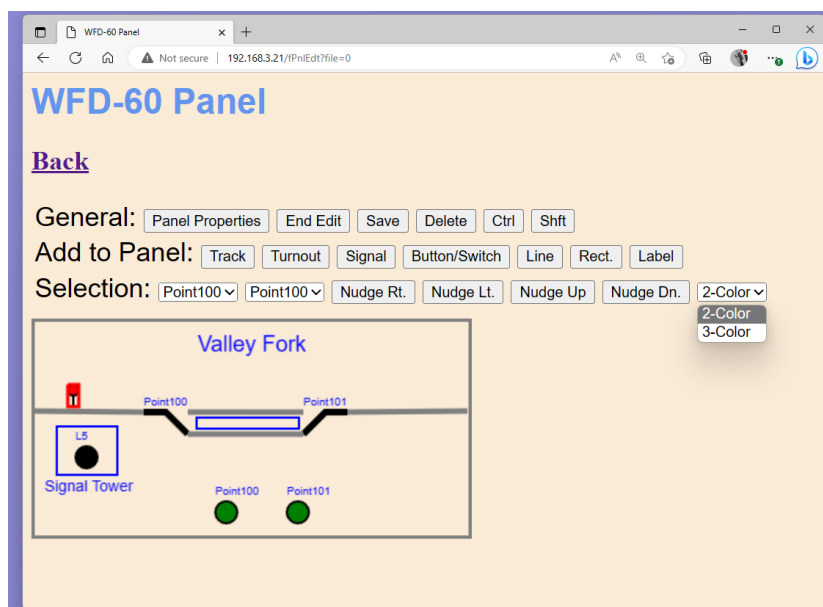 WFD-60 Panel
Not secure 192.168.3.21/fPnlEdt?file=0
WFD-60 Panel
Back
General: Panel Properties End Edit Save Delete Ctrl Shft
Add to Panel: Track Turnout Signal Button/Switch Line Rect. Label
Selection: Point100 Point100 Nudge Rt. Nudge Lt. Nudge Up Nudge Dn. 2-Color
2-Color
3-Color
Valley Fork
Point100 Point101
L5
Signal Tower
Point100 Point101